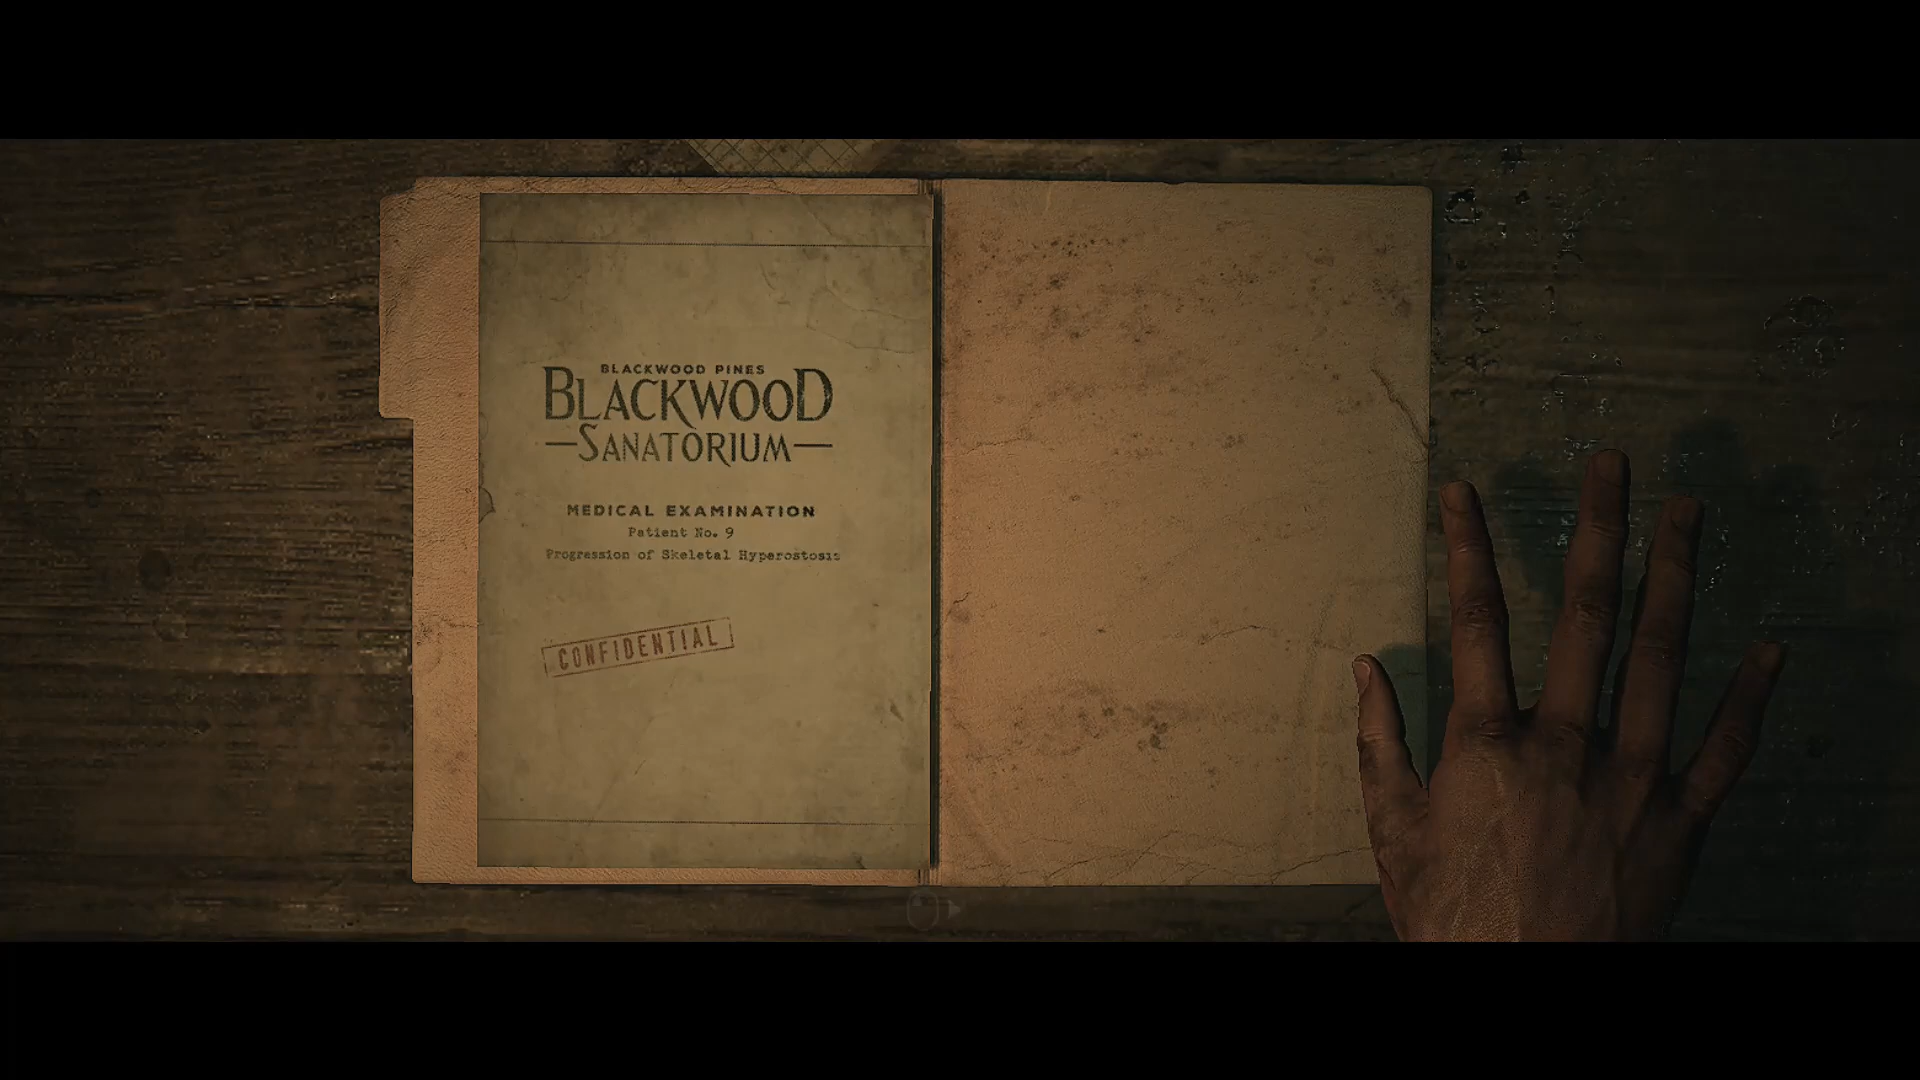 BLACKWOOD PINES
BLACKWOOD
SANATORIUM
MEDICAL EXAMINATION
Patient No. 9
Progression of Skeletal Hyperostosis
CONFIDENTIAL